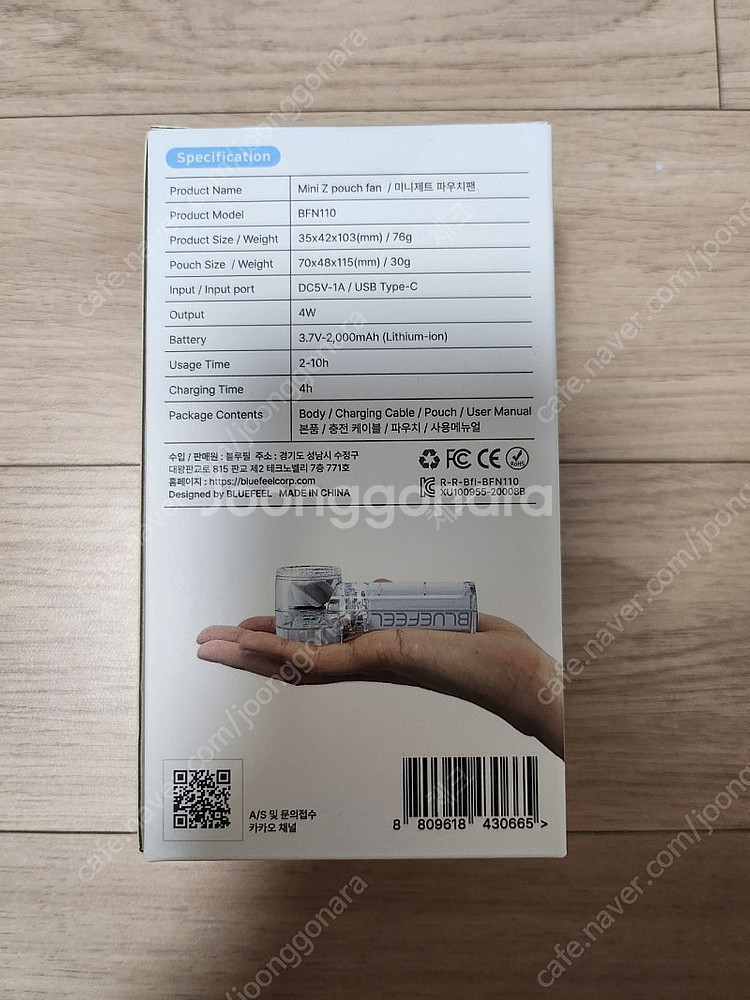 Specification
Product Name Mini Z pouch fan / 미니제트 파우치팬
Product Model BFN110
Product Size / Weight 35x42x103(mm) / 76g
Pouch Size / Weight 70x48x115(mm) / 30g
Input / Input port DC5V-1A / USB Type-C
Output 4W
Battery 3.7V-2,000mAh (Lithium-ion)
Usage Time 2-10h
Charging Time 4h
Package Contents Body / Charging Cable / Pouch / User Manual
본품 / 충전 케이블 / 파우치 / 사용메뉴얼
수입 / 판매원 : 블루필 주소 : 경기도 성남시 수정구
대왕판교로 815 판교 제2 테크노밸리 7층 771호
홈페이지 : https://bluefeelcorp.com
Designed by BLUEFEEL MADE IN CHINA
FC CE RoHS
R-R-Bfl-BFN110
XU100955-20008B
Joonggonara
BLUEFEEL
A/S 및 문의접수
카카오 채널
8 809618 430665 >
cafe.naver.com/joonggonara